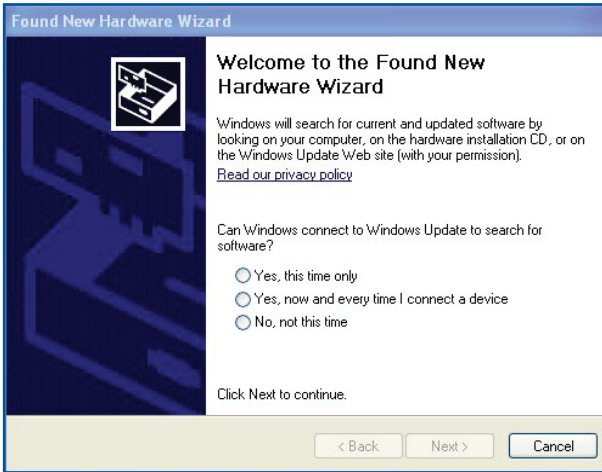 Found New Hardware Wizard
Welcome to the Found New
Hardware Wizard
Windows will search for current and updated software by
looking on your computer, on the hardware installation CD, or on
the Windows Update Web site (with your permission).
Read our privacy policy
Can Windows connect to Windows Update to search for
software?
Yes, this time only
Yes, now and every time I connect a device
No, not this time
Click Next to continue.
< Back
Next >
Cancel